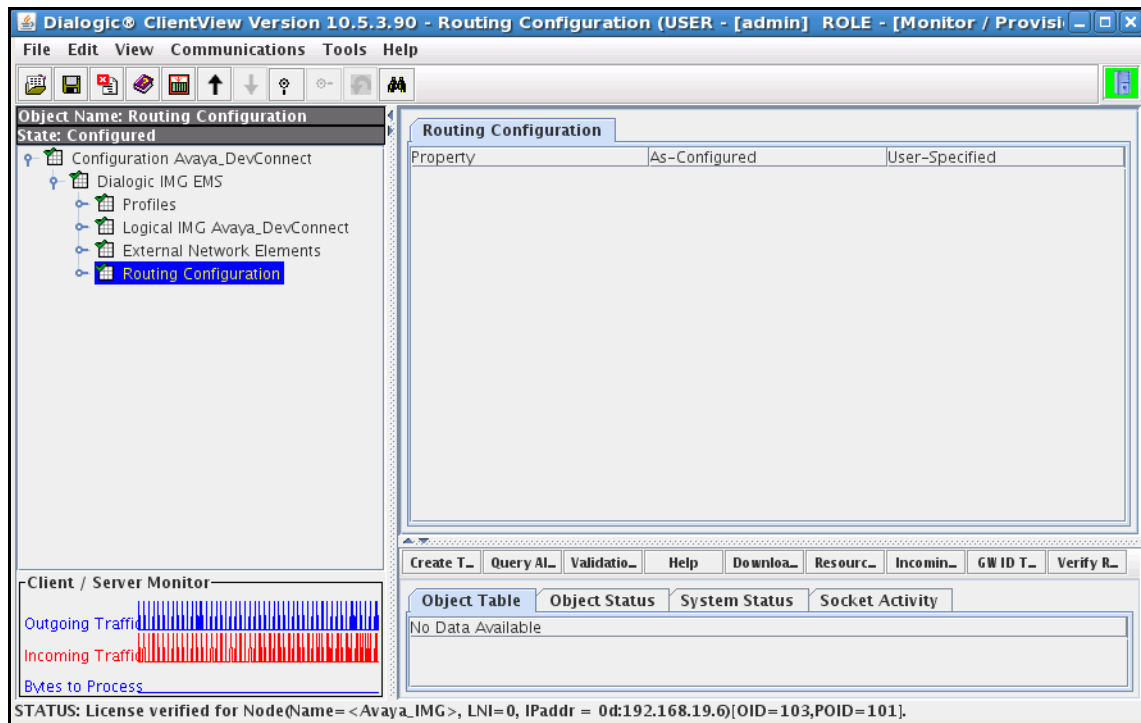 Dialogic® ClientView Version 10.5.3.90 - Routing Configuration (USER - [admin] ROLE - [Monitor / Provisi
File Edit View Communications Tools Help
Object Name: Routing Configuration
State: Configured
Configuration Avaya_DevConnect
Dialogic IMG EMS
Profiles
Logical IMG Avaya_DevConnect
External Network Elements
Routing Configuration
Routing Configuration
Property As-Configured User-Specified
Create T... Query Al... Validatio... Help Downloa... Resourc... Incomin... GW ID T... Verify R...
Client / Server Monitor
Outgoing Traffic
Incoming Traffic
Bytes to Process
Object Table Object Status System Status Socket Activity
No Data Available
STATUS: License verified for Node(Name=<Avaya_IMG>, LNI=0, IPaddr = 0d:192.168.19.6)[OID=103,POID=101].